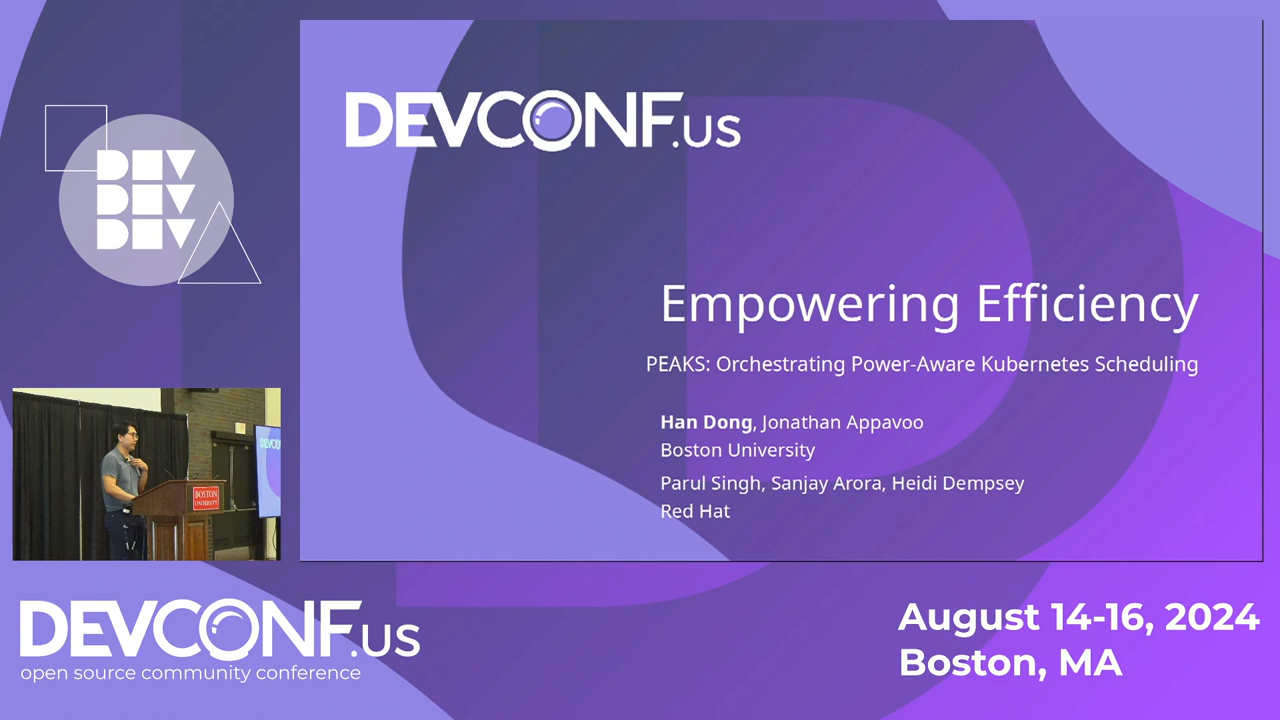 DEVCONF.US
DEV
DEV
DEV
Empowering Efficiency
PEAKS: Orchestrating Power-Aware Kubernetes Scheduling
Han Dong, Jonathan Appavoo
Boston University
Parul Singh, Sanjay Arora, Heidi Dempsey
Red Hat
BOSTON
UNIVERSITY
DEVCONF.US
open source community conference
August 14-16, 2024
Boston, MA